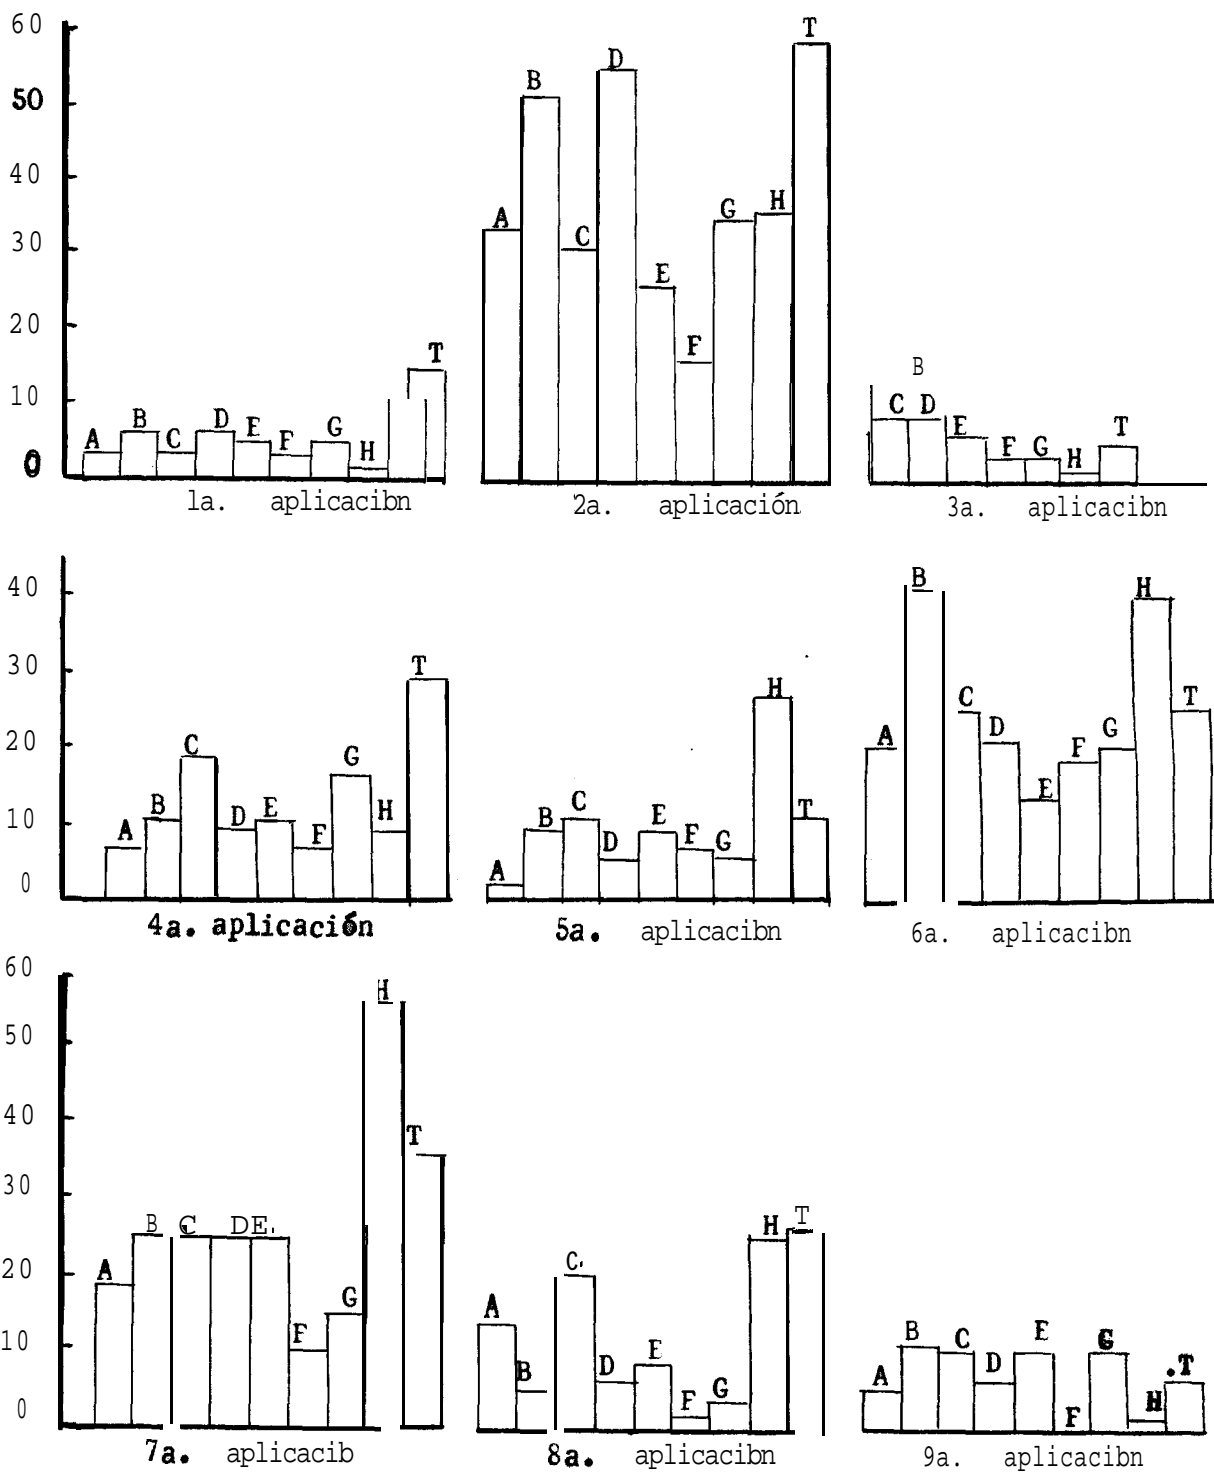 60
50
40
30
20
10
0
A B C D E F G H T
1a. aplicacibn
A B C D E F G H T
2a. aplicación
B
C D E F G H T
3a. aplicacibn
40
30
20
10
0
A B C D E F G H T
4a. aplicación
A B C D E F G H T
5a. aplicacibn
A B C D E F G H T
6a. aplicacibn
60
50
40
30
20
10
0
A B C DE. F G H T
7a. aplicacib
A B C. D E F G H T
8a. aplicacibn
A B C D E F G H .T
9a. aplicacibn